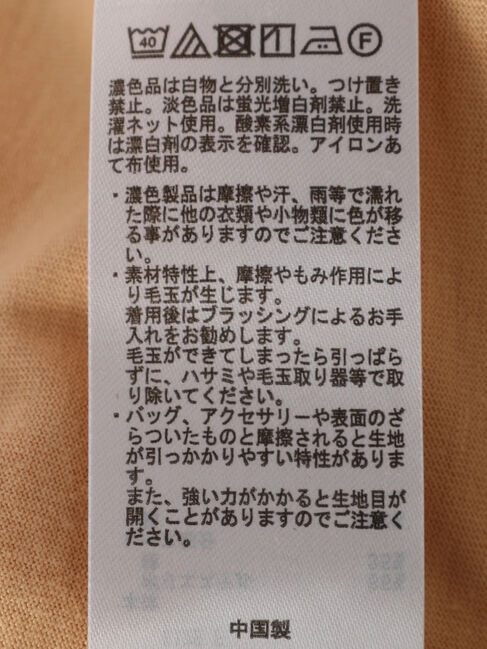 40 F
濃色品は白物と分別洗い。つけ置き
禁止。淡色品は蛍光増白剤禁止。洗
濯ネット使用。酸素系漂白剤使用時
は漂白剤の表示を確認。アイロンあ
て布使用。
・濃色製品は摩擦や汗、雨等で濡れ
た際に他の衣類や小物類に色が移
る事がありますのでご注意くださ
い。
・素材特性上、摩擦やもみ作用によ
り毛玉が生じます。
着用後はブラッシングによるお手
入れをお勧めします。
毛玉ができてしまったら引っぱら
ずに、ハサミや毛玉取り器等で取
り除いてください。
・バッグ、アクセサリーや表面のざ
らついたものと摩擦されると生地
が引っかかりやすい特性がありま
す。
また、強い力がかかると生地目が
開くことがありますのでご注意く
ださい。
中国製